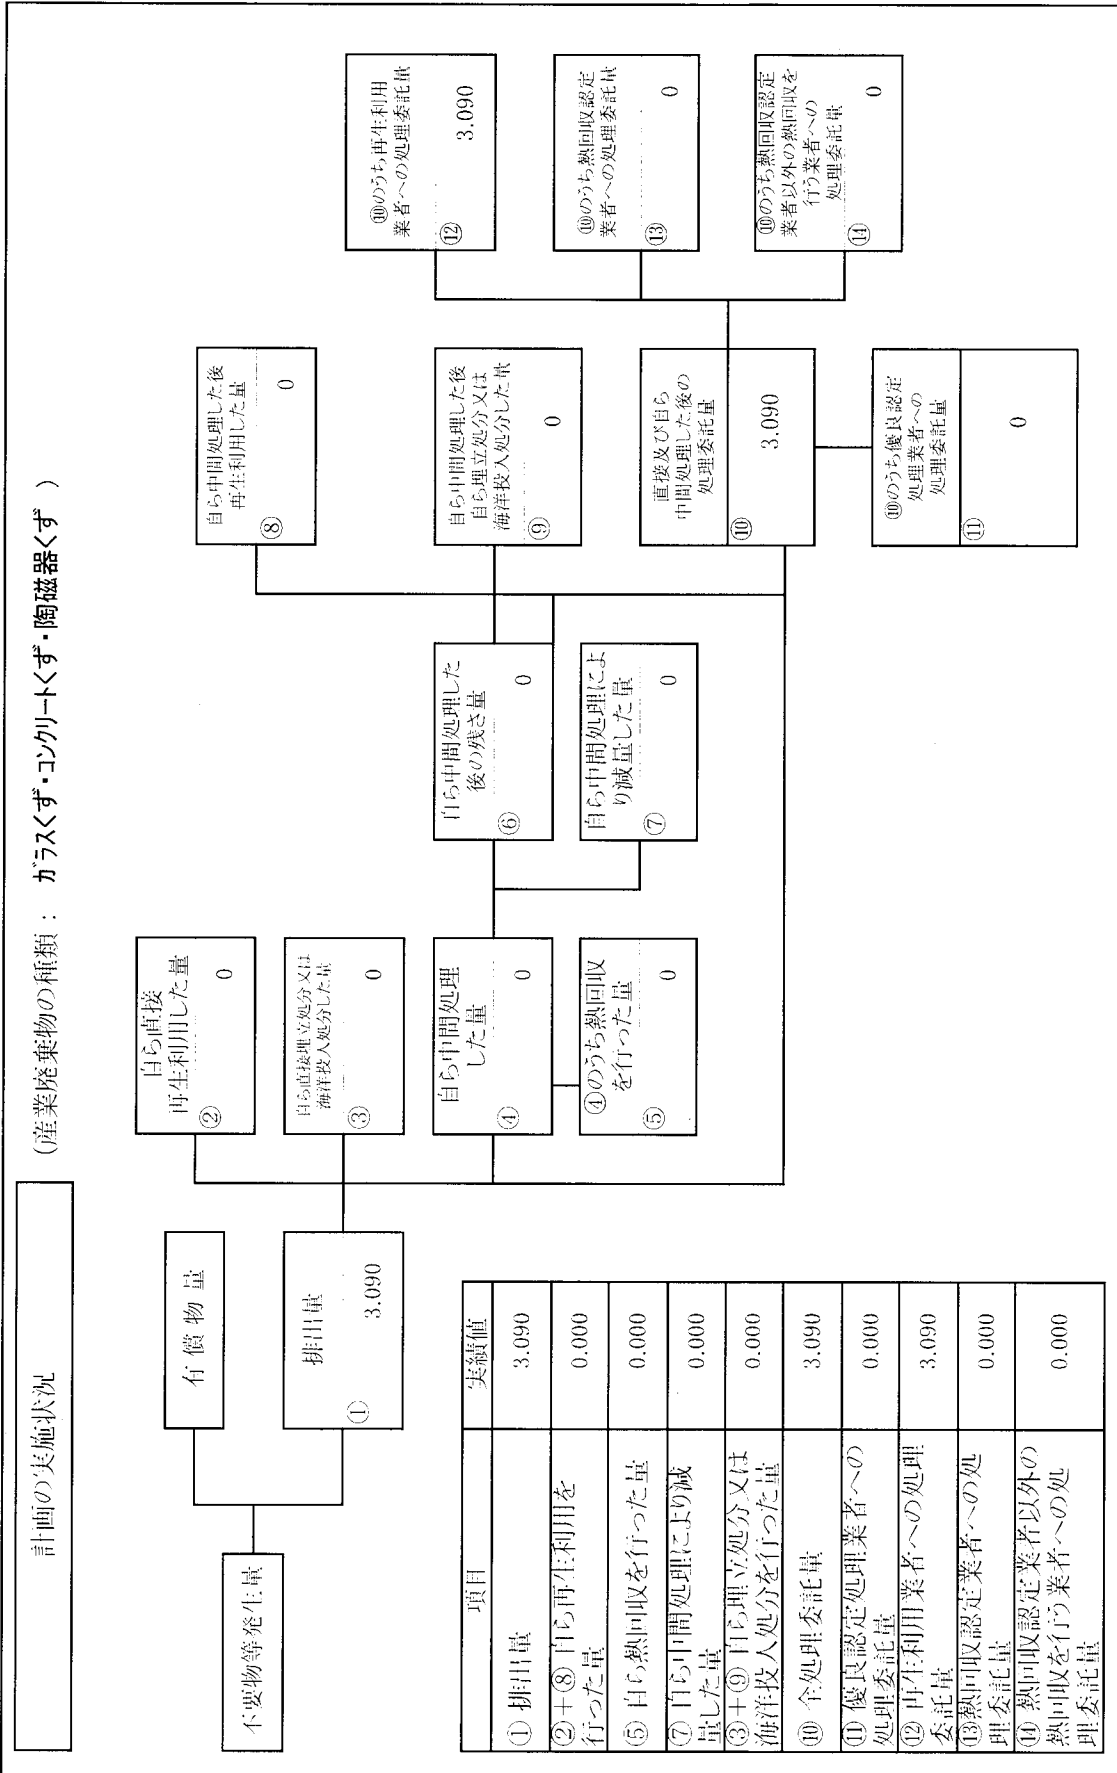 計画の実施状況
(産業廃棄物の種類： ガラスくず・コンクリートくず・陶磁器くず )
不要物等発生量
有 償 物 量
排出量
①
3.090
自ら直接
再生利用した量
②
0
自ら直接埋立処分又は
海洋投入処分した量
③
0
自ら中間処理
した量
④
0
④のうち熱回収
を行った量
⑤
0
自ら中間処理した
後の残さ量
⑥
0
自ら中間処理によ
り減量した量
⑦
0
自ら中間処理した後
再生利用した量
⑧
0
自ら中間処理した後
自ら埋立処分又は
海洋投入処分した量
⑨
0
直接及び自ら
中間処理した後の
処理委託量
⑩
3.090
⑩のうち優良認定
処理業者への
処理委託量
⑪
0
⑩のうち再生利用
業者への処理委託量
⑫
3.090
⑩のうち熱回収認定
業者への処理委託量
⑬
0
⑩のうち熱回収認定
業者以外の熱回収を
行う業者への
処理委託量
⑭
0
項目 実績値
① 排出量 3.090
②＋⑧ 自ら再生利用を
行った量 0.000
⑤ 自ら熱回収を行った量 0.000
⑦ 自ら中間処理により減
量した量 0.000
③＋⑨ 自ら埋立処分又は
海洋投入処分を行った量 0.000
⑩ 全処理委託量 3.090
⑪ 優良認定処理業者への
処理委託量 0.000
⑫ 再生利用業者への処理
委託量 3.090
⑬熱回収認定業者への処
理委託量 0.000
⑭ 熱回収認定業者以外の
熱回収を行う業者への処
理委託量 0.000